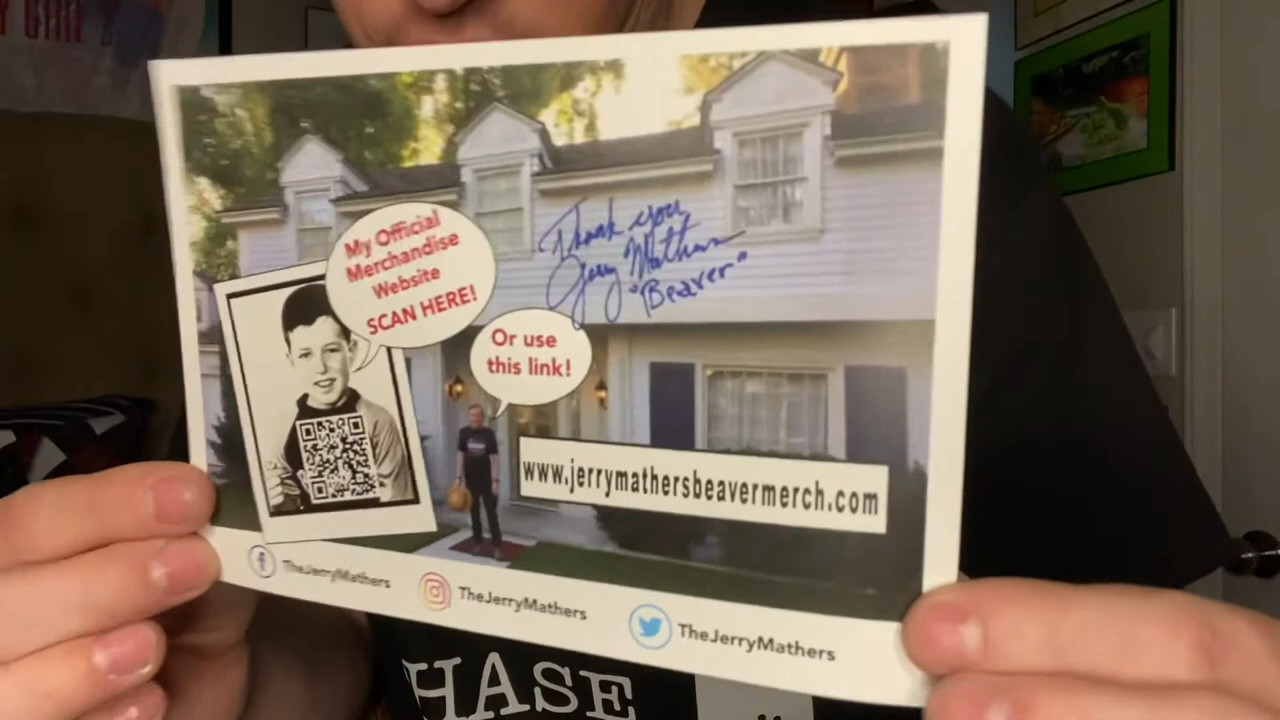 My Official
Merchandise
Website
SCAN HERE!
Thank you
Jerry Mathers
"Beaver"
Or use
this link!
www.jerrymathersbeavermerch.com
TheJerryMathers
TheJerryMathers
TheJerryMathers
HASE